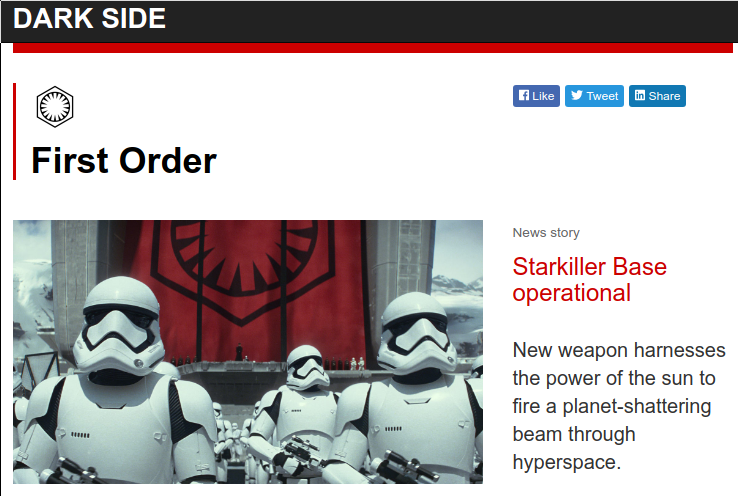 DARK SIDE
Like
Tweet
Share
First Order
News story
Starkiller Base
operational
New weapon harnesses
the power of the sun to
fire a planet-shattering
beam through
hyperspace.